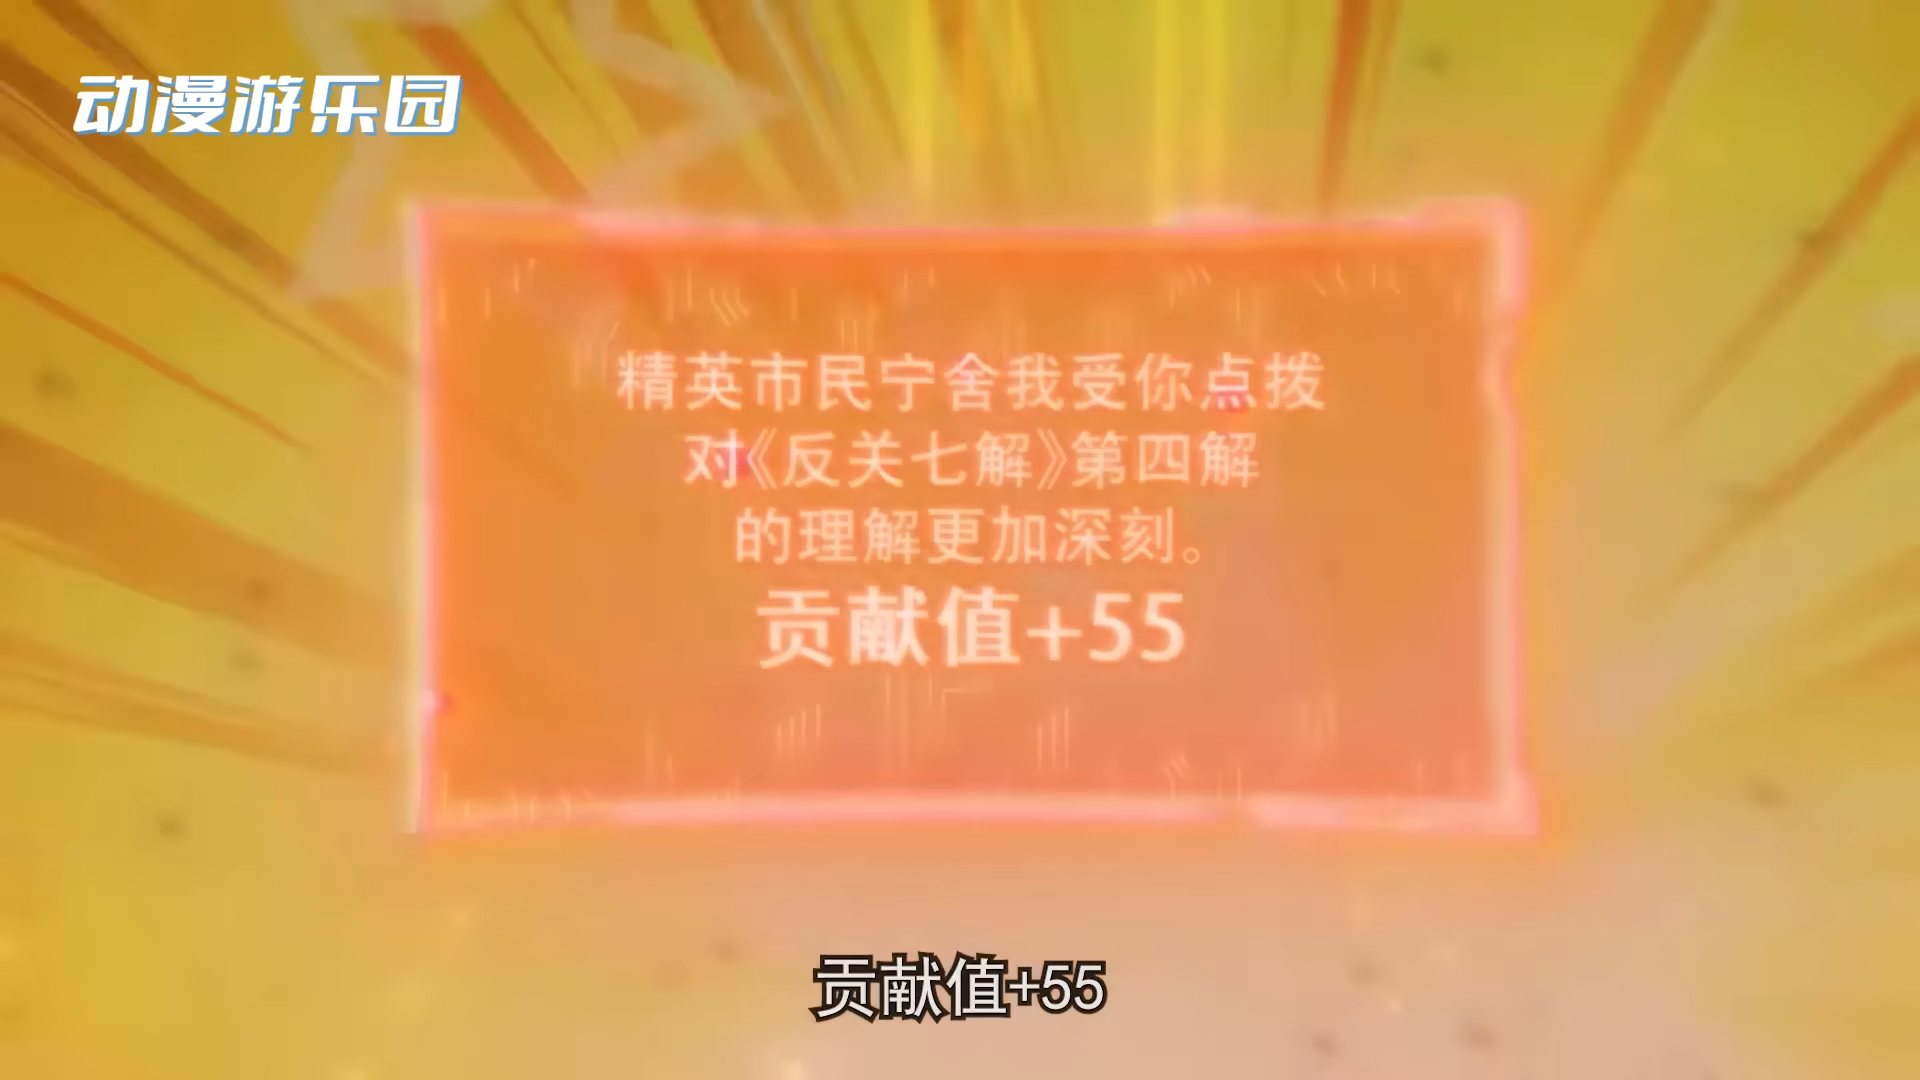 动漫游乐园
精英市民宁舍我受你点拨
对《反关七解》第四解
的理解更加深刻。
贡献值+55
贡献值+55